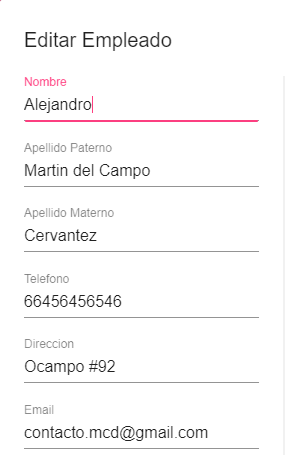 Editar Empleado
Nombre
Alejandro
Apellido Paterno
Martin del Campo
Apellido Materno
Cervantez
Telefono
66456456546
Direccion
Ocampo #92
Email
contacto.mcd@gmail.com